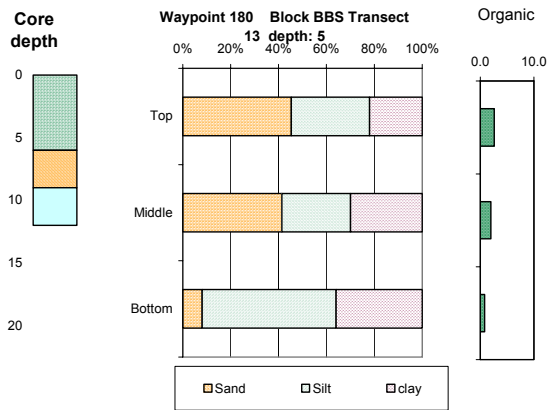 Core
depth
0
5
10
15
20
Waypoint 180 Block BBS Transect
13 depth: 5
0% 20% 40% 60% 80% 100%
Top
Middle
Bottom
Sand Silt clay
Organic
0.0 10.0